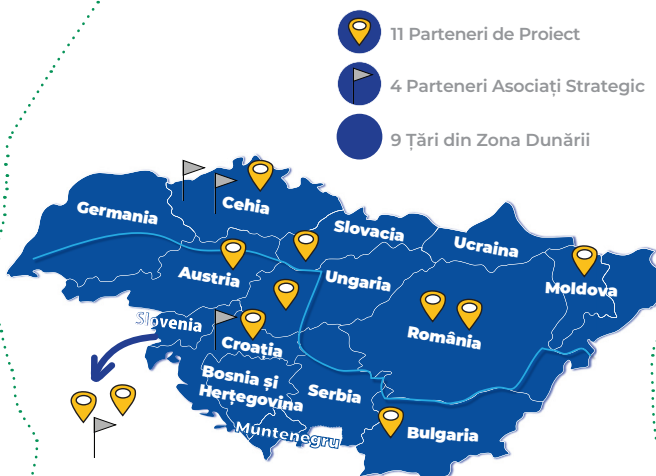 11 Parteneri de Proiect
4 Parteneri Asociați Strategic
9 Țări din Zona Dunării
Germania
Cehia
Slovacia
Ucraina
Austria
Ungaria
Moldova
Slovenia
Croația
România
Bosnia și
Herțegovina
Serbia
Muntenegru
Bulgaria